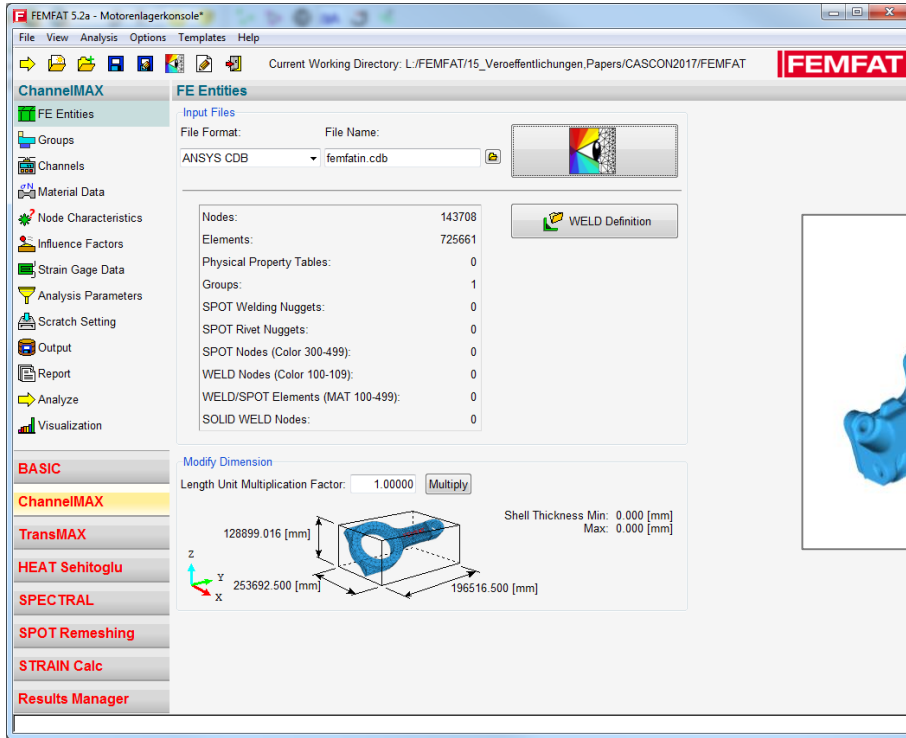 FEMFAT 5.2a - Motorenlagerkonsole*
File View Analysis Options Templates Help
Current Working Directory: L:/FEMFAT/15_Veroeffentlichungen,Papers/CASCON2017/FEMFAT
FEMFAT
ChannelMAX
FE Entities
Groups
Channels
σN Material Data
Node Characteristics
Influence Factors
Strain Gage Data
Analysis Parameters
Scratch Setting
Output
Report
Analyze
Visualization
BASIC
ChannelMAX
TransMAX
HEAT Sehitoglu
SPECTRAL
SPOT Remeshing
STRAIN Calc
Results Manager
FE Entities
Input Files
File Format: File Name:
ANSYS CDB femfatin.cdb
WELD Definition
Nodes: 143708
Elements: 725661
Physical Property Tables: 0
Groups: 1
SPOT Welding Nuggets: 0
SPOT Rivet Nuggets: 0
SPOT Nodes (Color 300-499): 0
WELD Nodes (Color 100-109): 0
WELD/SPOT Elements (MAT 100-499): 0
SOLID WELD Nodes: 0
Modify Dimension
Length Unit Multiplication Factor: 1.00000 Multiply
Shell Thickness Min: 0.000 [mm]
Max: 0.000 [mm]
128899.016 [mm]
Z
Y
X
253692.500 [mm]
196516.500 [mm]